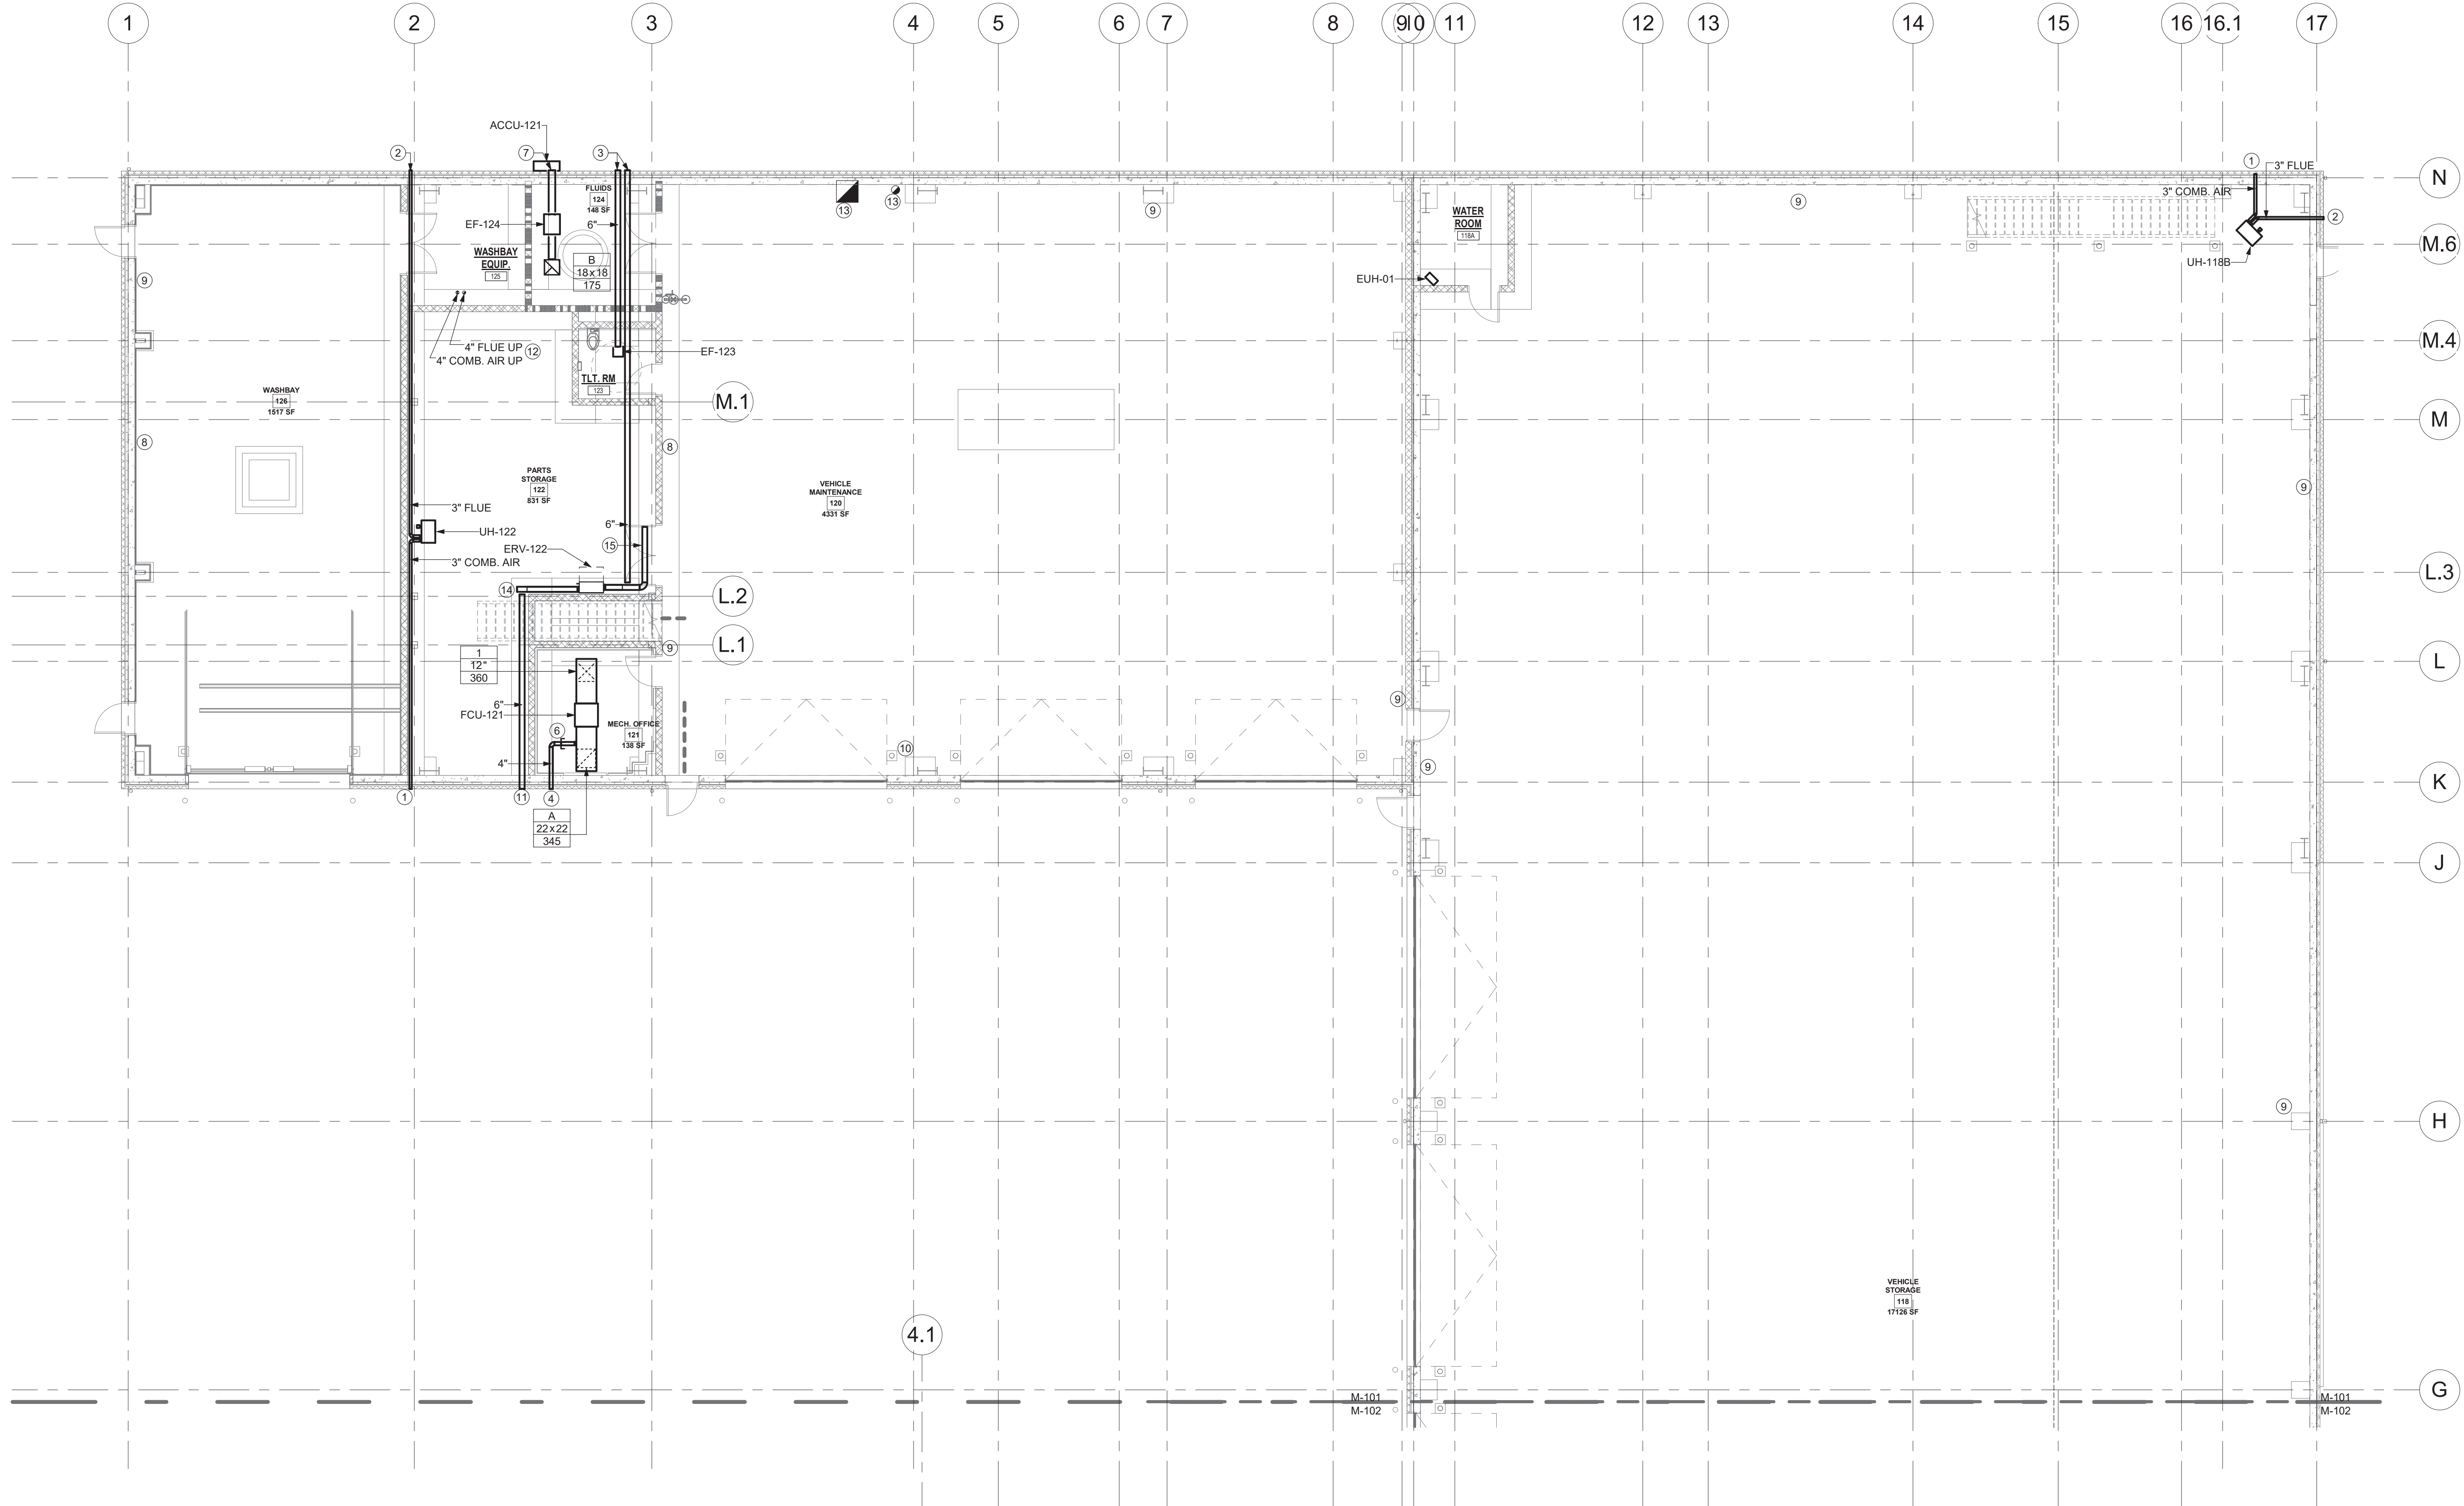 1
2
3
4
5
6
7
8
9
10
11
12
13
14
15
16
16.1
17
ACCU-121
2
7
3
1
3" FLUE
N
FLUIDS
124
148 SF
3" COMB. AIR
13
13
9
9
2
EF-124
6"
WATER
ROOM
118A
M.6
WASHBAY
EQUIP.
125
B
18x18
175
UH-118B
9
EUH-01
4" FLUE UP
4" COMB. AIR UP
12
EF-123
M.4
TLT. RM
123
WASHBAY
126
1517 SF
M.1
M
8
8
PARTS
STORAGE
122
831 SF
VEHICLE
MAINTENANCE
120
4331 SF
9
3" FLUE
UH-122
6"
15
ERV-122
3" COMB. AIR
L.3
14
L.2
L.1
9
1
12"
360
L
6"
FCU-121
9
MECH. OFFICE
121
138 SF
6
10
4"
9
K
1
11
4
A
22x22
345
J
9
H
VEHICLE
STORAGE
118
17126 SF
4.1
G
M-101
M-102
M-101
M-102